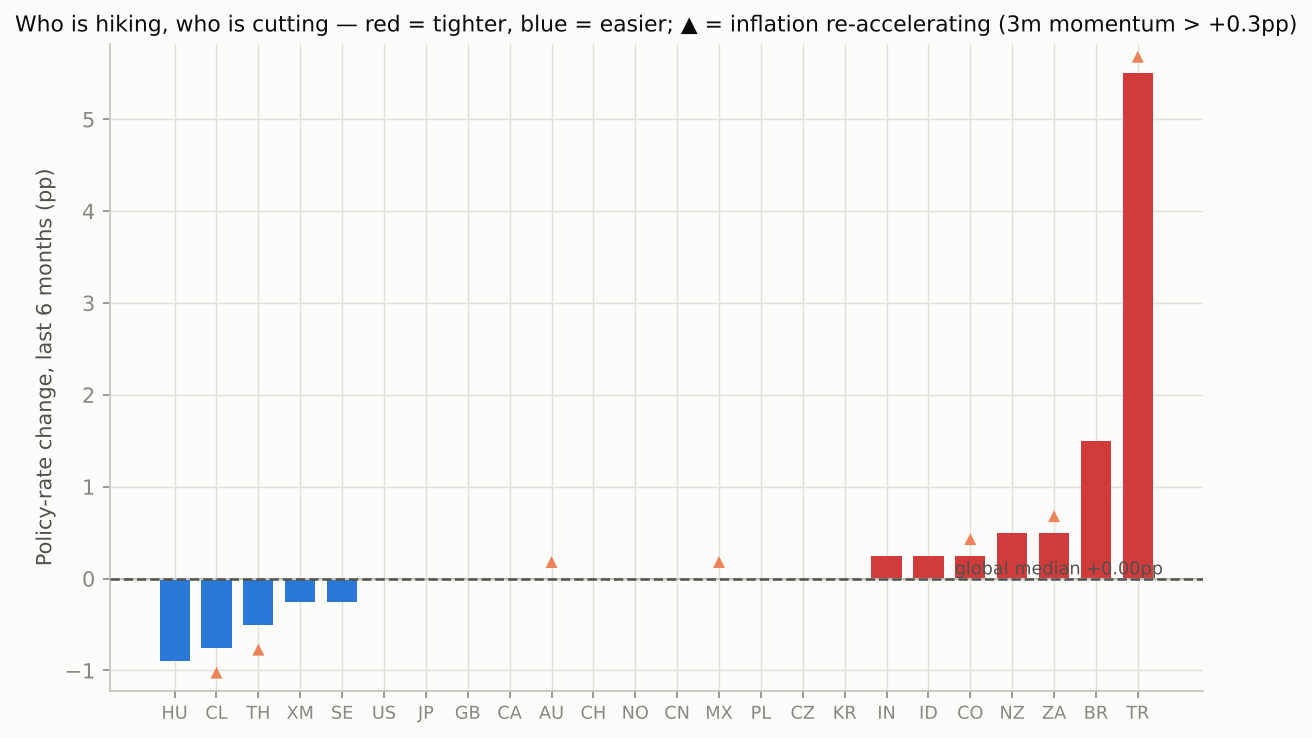 Who is hiking, who is cutting — red = tighter, blue = easier; ▲ = inflation re-accelerating (3m momentum > +0.3pp)
Policy-rate change, last 6 months (pp)
5
4
3
2
1
0
−1
global median +0.00pp
HU CL TH XM SE US JP GB CA AU CH NO CN MX PL CZ KR IN ID CO NZ ZA BR TR